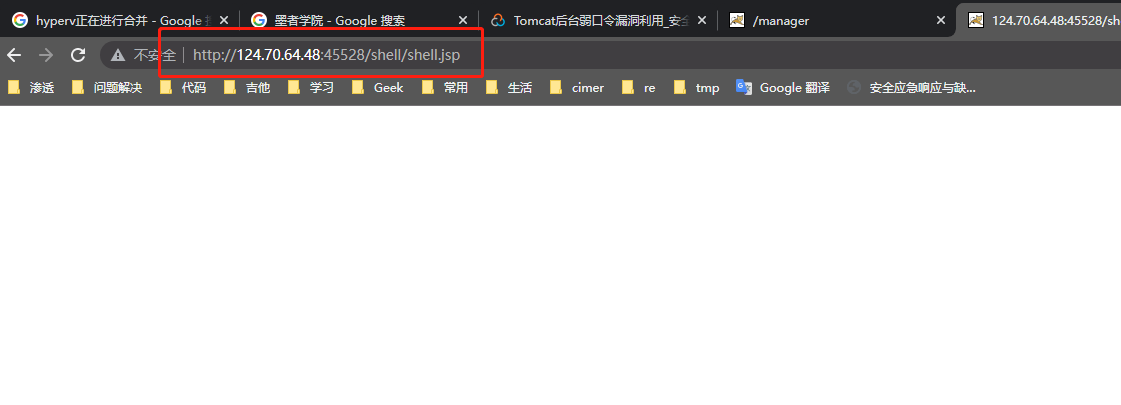 hyperv正在进行合并 - Google 墨者学院 - Google 搜索 Tomcat后台弱口令漏洞利用_安全 /manager 124.70.64.48:45528/sh
不安全 http://124.70.64.48:45528/shell/shell.jsp
渗透 问题解决 代码 吉他 学习 Geek 常用 生活 cimer re tmp Google 翻译 安全应急响应与缺...